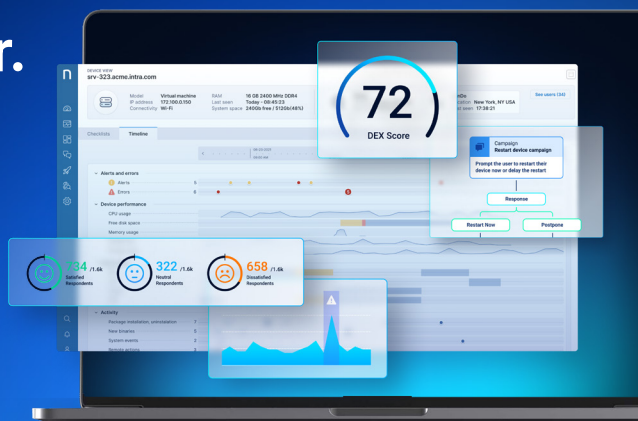 r.
n
DEVICE VIEW
srv-323.acme.intra.com
Model Virtual machine
IP address 172.100.0.150
Connectivity Wi-Fi
RAM 16 GB 2400 MHz DDR4
Last seen Today - 08:45:23
System space 240Gb free / 512Gb(48%)
New York, NY USA
seen 17:38:21
See users (34)
72
DEX Score
Checklists
Timeline
Campaign
Restart device campaign
Prompt the user to restart their
device now or delay the restart
Response
Restart Now
Postpone
Alerts and errors
Alerts
Errors
Device performance
CPU usage
Free disk space
Memory usage
/1.6k
Satisfied
Respondents
322 /1.6k
Neutral
Respondents
658 /1.6k
Dissatisfied
Respondents
Activity
Package installation, uninstallation
New binaries
System events
Remote actions